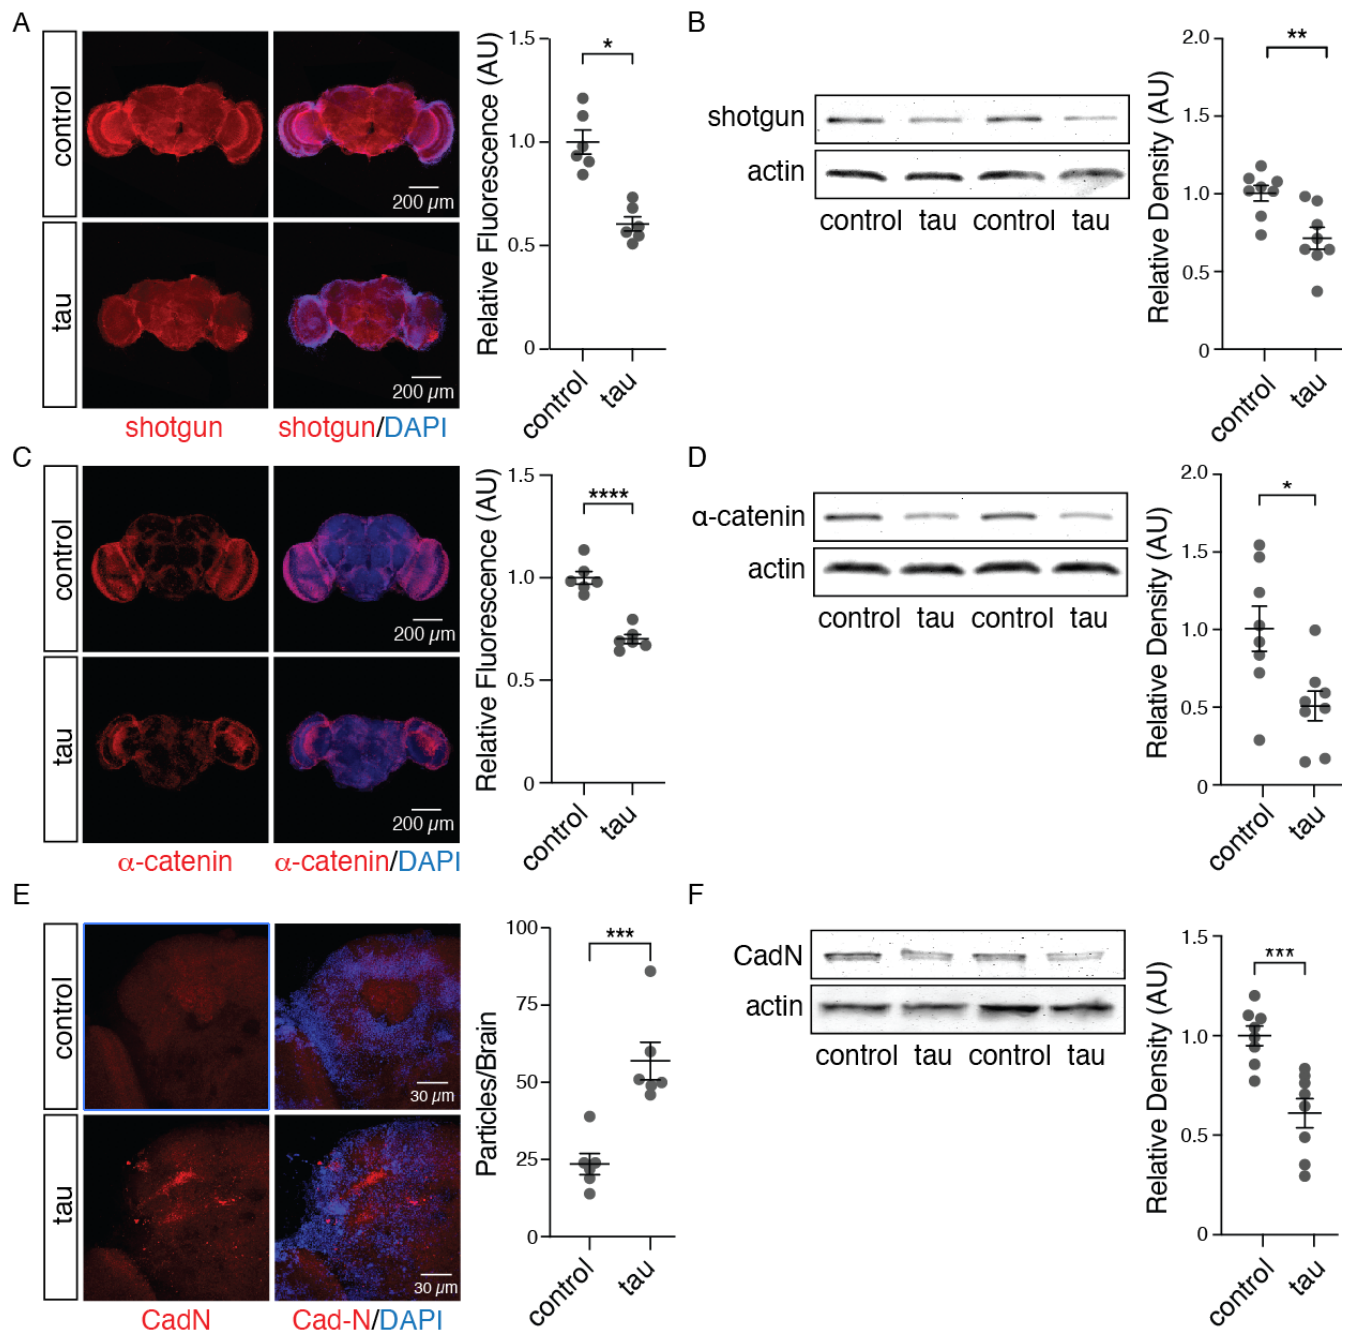 A
control
tau
200 µm
200 µm
shotgun
shotgun/DAPI
Relative Fluorescence (AU)
1.5
1.0
0.5
0
*
control
tau
B
shotgun
actin
control tau control tau
Relative Density (AU)
2.0
1.5
1.0
0.5
0
**
control
tau
C
control
tau
200 µm
200 µm
α-catenin
α-catenin/DAPI
Relative Fluorescence (AU)
1.5
1.0
0.5
0
****
control
tau
D
α-catenin
actin
control tau control tau
Relative Density (AU)
2.0
1.5
1.0
0.5
0
*
control
tau
E
control
tau
30 µm
30 µm
CadN
Cad-N/DAPI
Particles/Brain
100
75
50
25
0
***
control
tau
F
CadN
actin
control tau control tau
Relative Density (AU)
1.5
1.0
0.5
0
***
control
tau